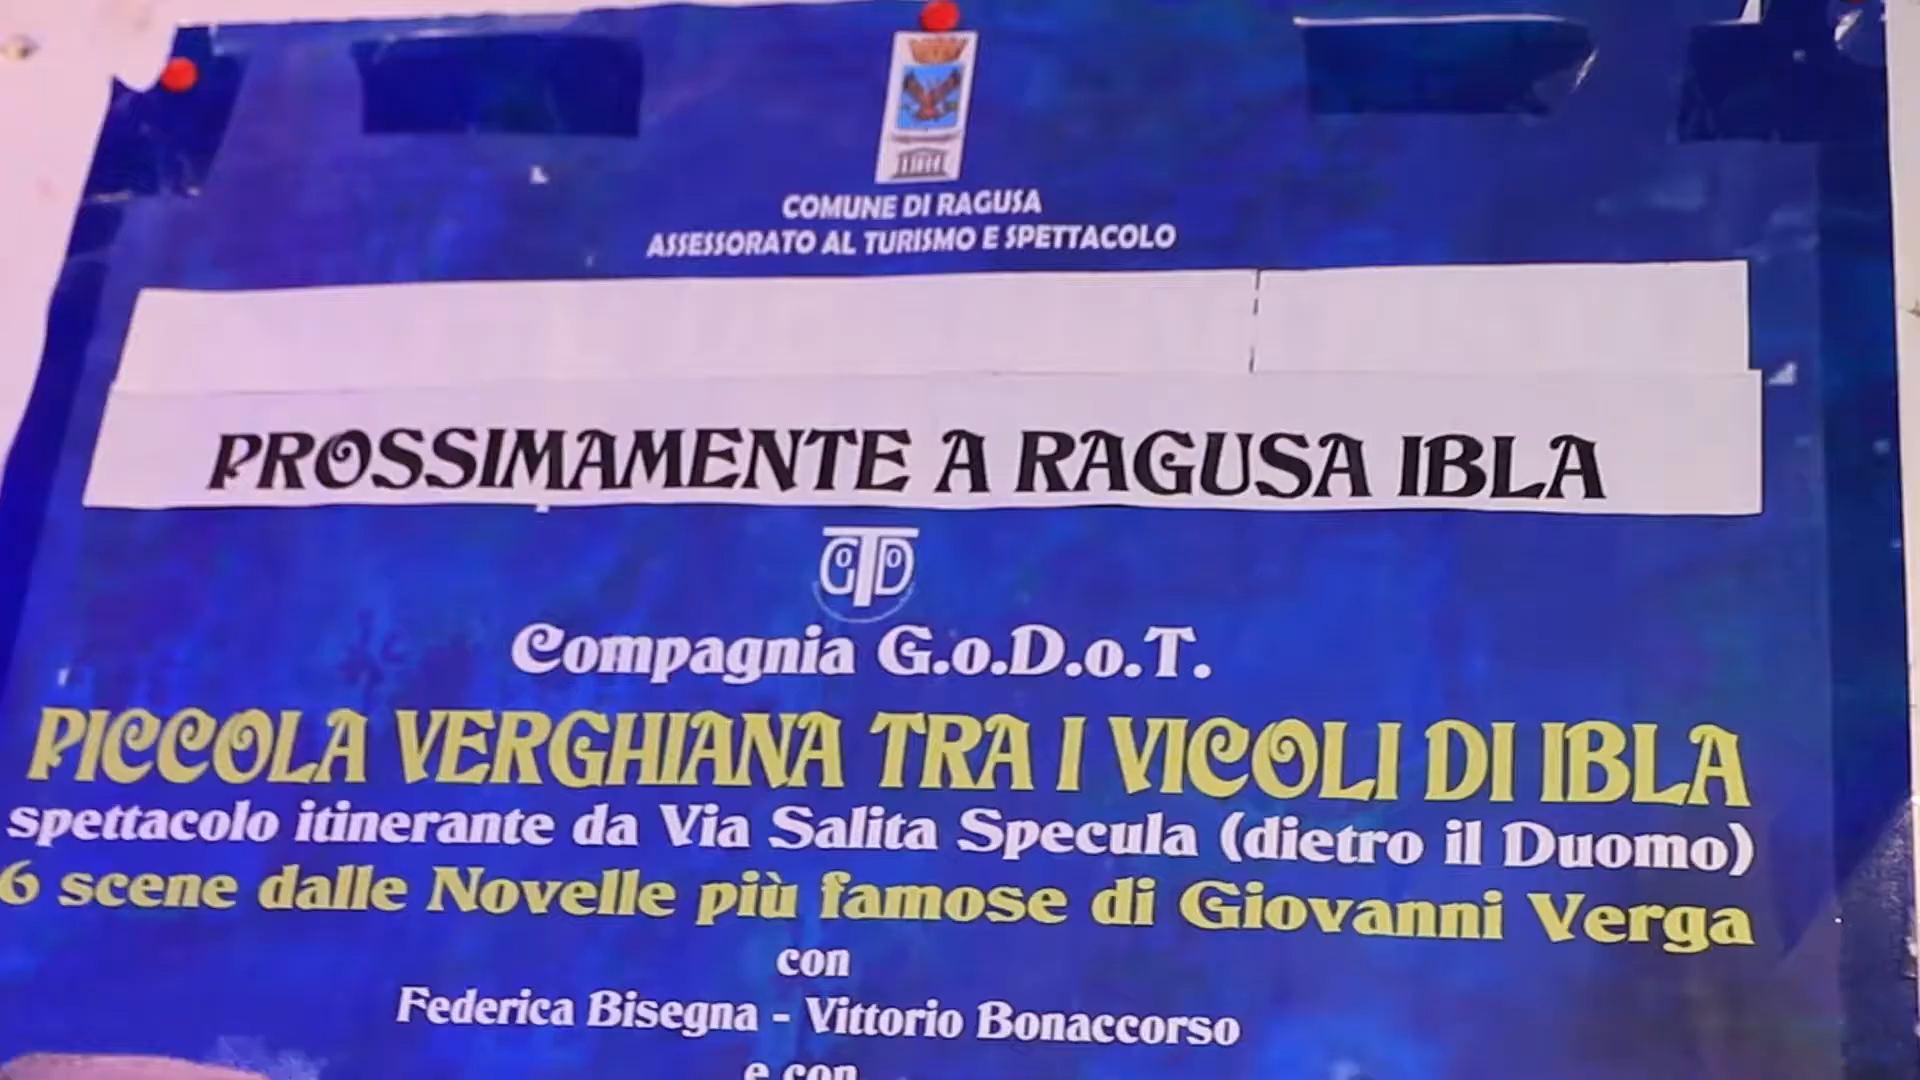 COMUNE DI RAGUSA
ASSESSORATO AL TURISMO E SPETTACOLO
PROSSIMAMENTE A RAGUSA IBLA
GoDoT
Compagnia G.o.D.o.T.
PICCOLA VERGHIANA TRA I VICOLI DI IBLA
spettacolo itinerante da Via Salita Specula (dietro il Duomo)
6 scene dalle Novelle più famose di Giovanni Verga
con
Federica Bisegna - Vittorio Bonaccorso
e con